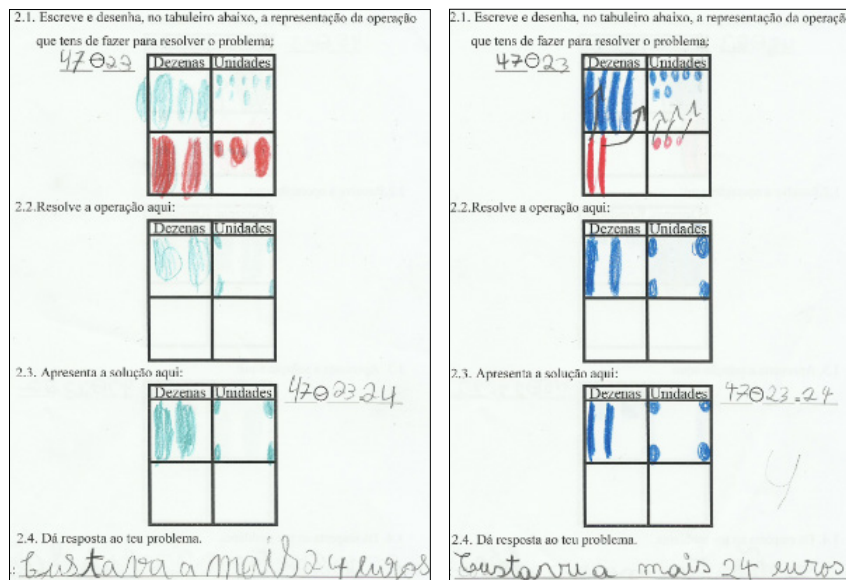 2.1. Escreve e desenha, no tabuleiro abaixo, a representação da operação
que tens de fazer para resolver o problema;
47⊖23
Dezenas Unidades
2.2.Resolve a operação aqui:
Dezenas Unidades
2.3. Apresenta a solução aqui:
Dezenas Unidades
47⊖23.24
2.4. Dá resposta ao teu problema.
Custava a mais 24 euros
2.1. Escreve e desenha, no tabuleiro abaixo, a representação da operaçã
que tens de fazer para resolver o problema;
47⊖23
Dezenas Unidades
2.2.Resolve a operação aqui:
Dezenas Unidades
2.3. Apresenta a solução aqui:
Dezenas Unidades
47⊖23=24
2.4. Dá resposta ao teu problema.
a mais 24 euros